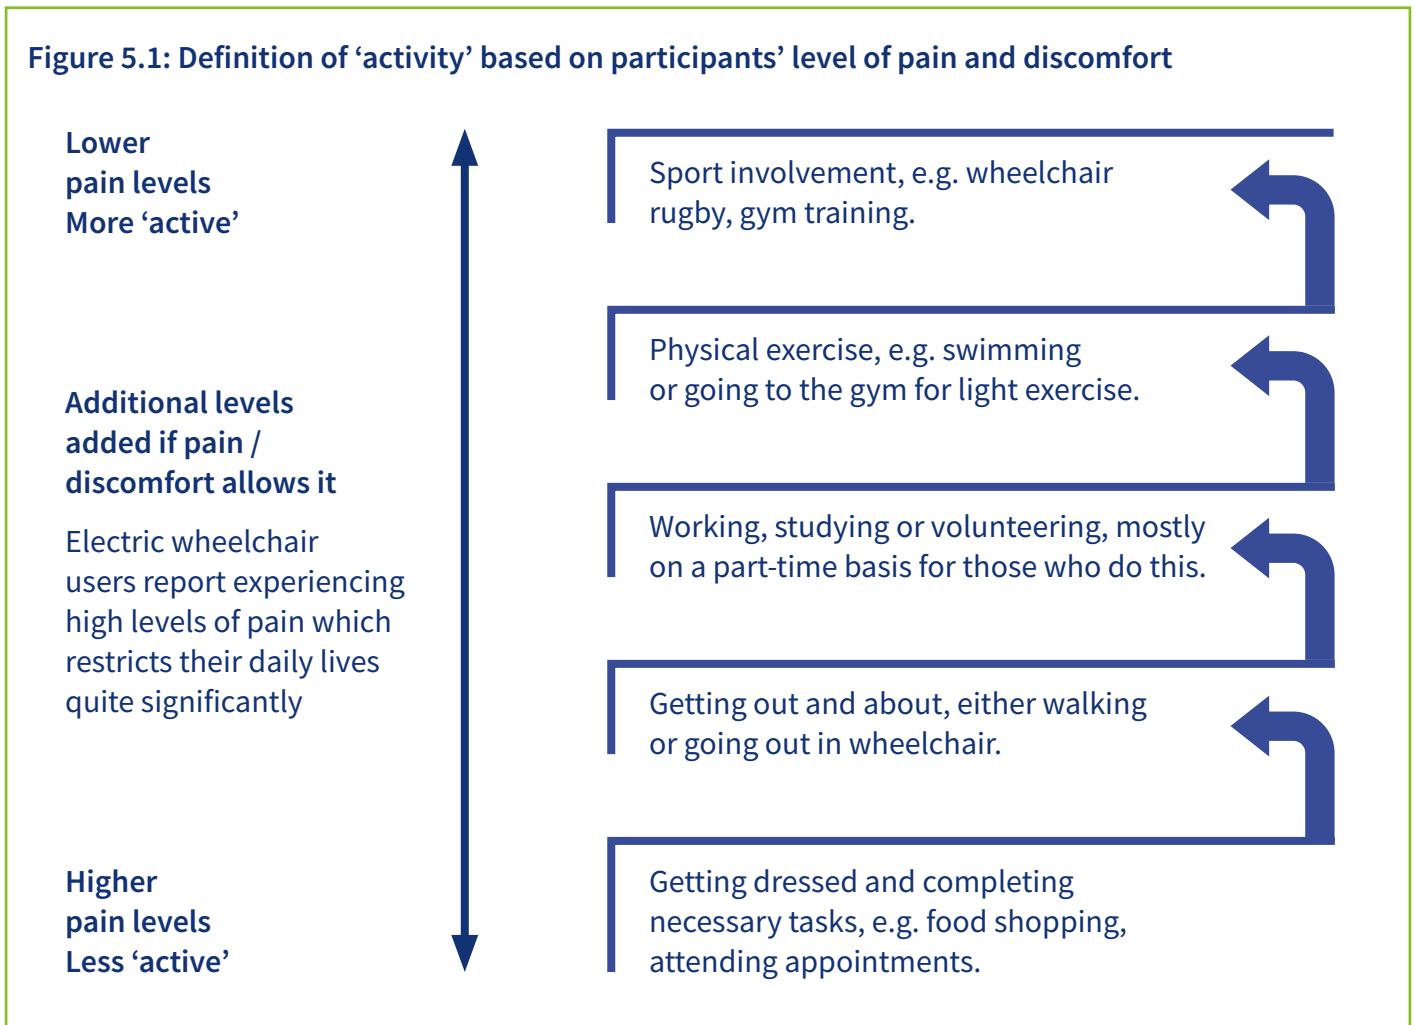 Figure 5.1: Definition of ‘activity’ based on participants’ level of pain and discomfort
Lower
pain levels
More ‘active’
Additional levels
added if pain /
discomfort allows it
Electric wheelchair
users report experiencing
high levels of pain which
restricts their daily lives
quite significantly
Higher
pain levels
Less ‘active’
Sport involvement, e.g. wheelchair
rugby, gym training.
Physical exercise, e.g. swimming
or going to the gym for light exercise.
Working, studying or volunteering, mostly
on a part-time basis for those who do this.
Getting out and about, either walking
or going out in wheelchair.
Getting dressed and completing
necessary tasks, e.g. food shopping,
attending appointments.